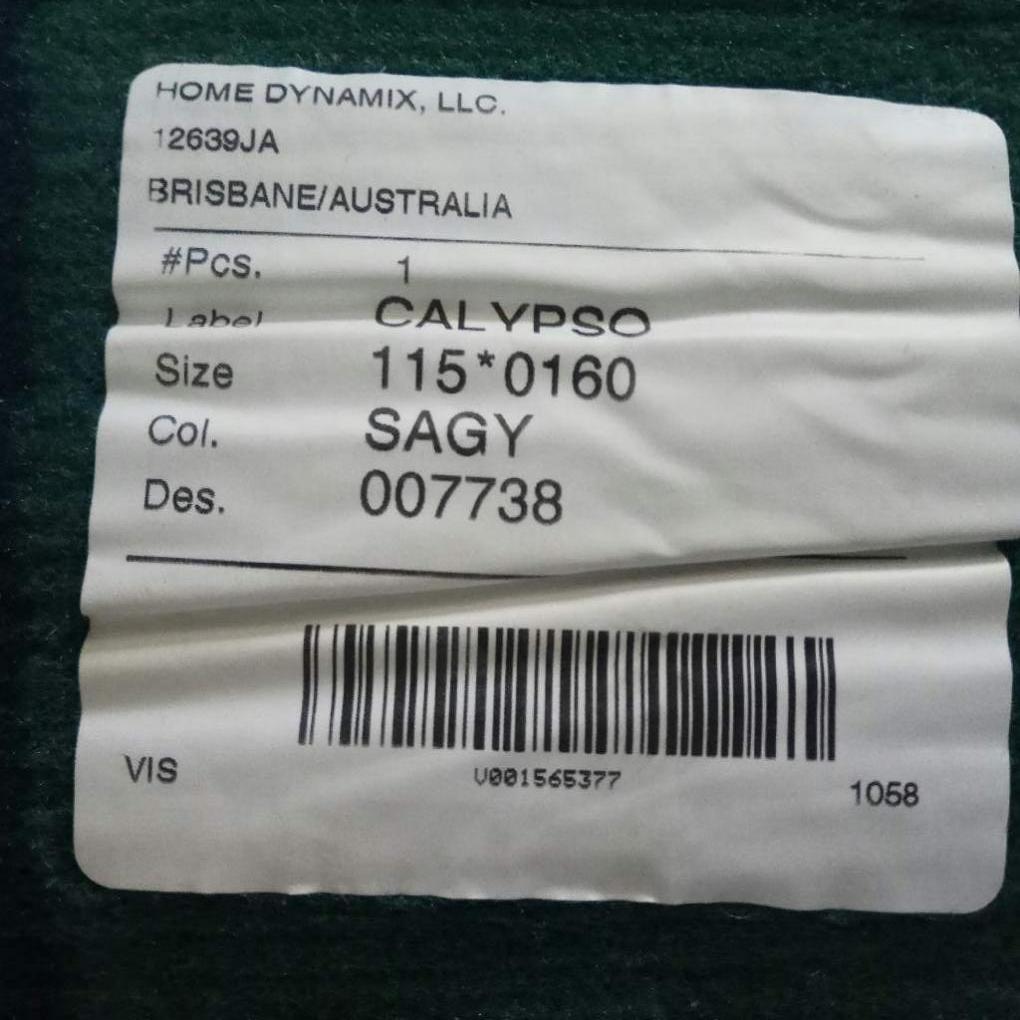 HOME DYNAMIX, LLC.
12639JA
BRISBANE/AUSTRALIA
#Pcs. 1
Label CALYPSO
Size 115*0160
Col. SAGY
Des. 007738
VIS V001565377 1058